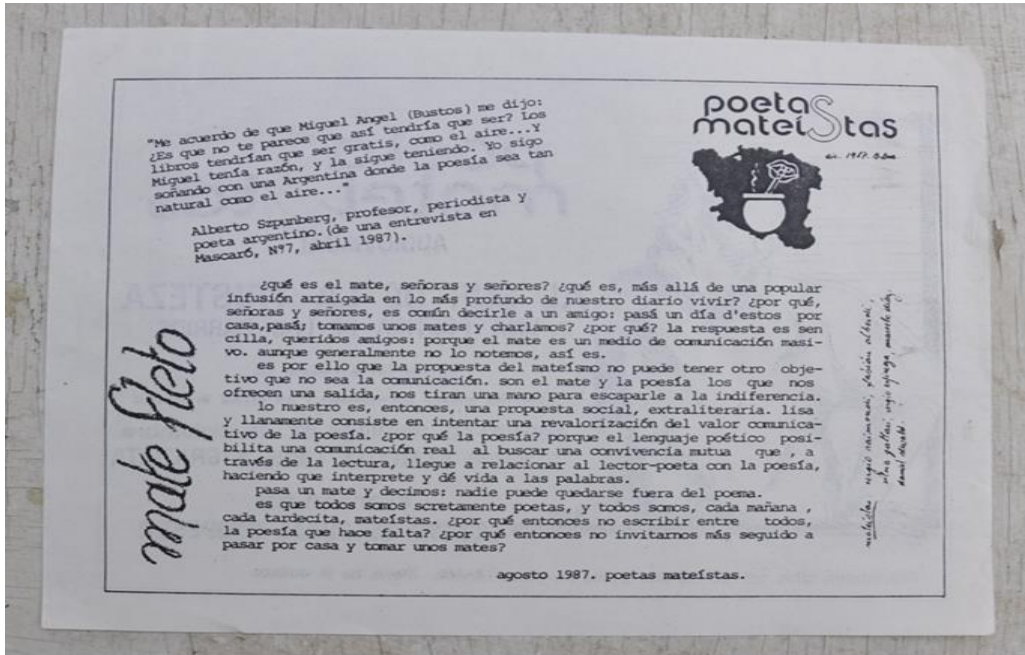 "Me acuerdo de que Miguel Angel (Bustos) me dijo:
¿Es que no te parece que así tendría que ser? Los
libros tendrían que ser gratis, como el aire...Y
Miguel tenía razón, y la sigue teniendo. Yo sigo
soñando con una Argentina donde la poesía sea tan
natural como el aire..."
Alberto Szpunberg, profesor, periodista y
poeta argentino.(de una entrevista en
Mascaró, Nº7, abril 1987).
poetas
mateístas
1987.
mate fieto
¿qué es el mate, señoras y señores? ¿qué es, más allá de una popular
infusión arraigada en lo más profundo de nuestro diario vivir? ¿por qué,
señoras y señores, es común decirle a un amigo: pasá un día d'estos por
casa,pasá; tomamos unos mates y charlamos? ¿por qué? la respuesta es sen
cilla, queridos amigos: porque el mate es un medio de comunicación masi-
vo. aunque generalmente no lo notemos, así es.
es por ello que la propuesta del mateísmo no puede tener otro obje-
tivo que no sea la comunicación. son el mate y la poesía los que nos
ofrecen una salida, nos tiran una mano para escaparle a la indiferencia.
lo nuestro es, entonces, una propuesta social, extraliteraria. lisa
y llanamente consiste en intentar una revalorización del valor comunica-
tivo de la poesía. ¿por qué la poesía? porque el lenguaje poético posi-
bilita una comunicación real al buscar una convivencia mutua que , a
través de la lectura, llegue a relacionar al lector-poeta con la poesía,
haciendo que interprete y dé vida a las palabras.
pasa un mate y decimos: nadie puede quedarse fuera del poema.
es que todos somos scretamente poetas, y todos somos, cada mañana ,
cada tardecita, mateístas. ¿por qué entonces no escribir entre todos,
la poesía que hace falta? ¿por qué entonces no invitarnos más seguido a
pasar por casa y tomar unos mates?
agosto 1987. poetas mateístas.
mateístas sergio raimondi,